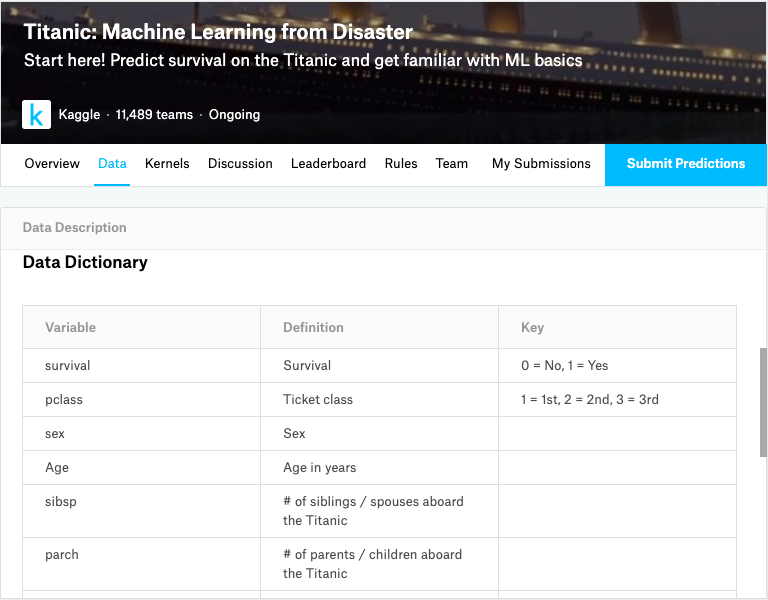 Titanic: Machine Learning from Disaster
Start here! Predict survival on the Titanic and get familiar with ML basics
k
Kaggle · 11,489 teams · Ongoing
Overview Data Kernels Discussion Leaderboard Rules Team My Submissions Submit Predictions
Data Description
Data Dictionary
Variable Definition Key
survival Survival 0 = No, 1 = Yes
pclass Ticket class 1 = 1st, 2 = 2nd, 3 = 3rd
sex Sex
Age Age in years
sibsp # of siblings / spouses aboard
the Titanic
parch # of parents / children aboard
the Titanic